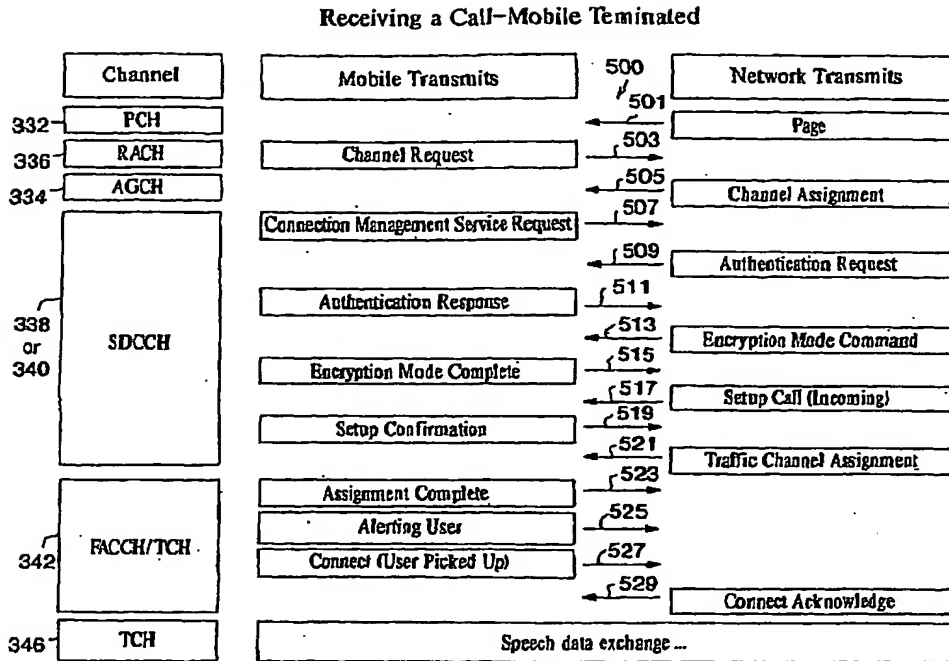 Receiving a Call-Mobile Teminated
Channel
Mobile Transmits
500
Network Transmits
332
PCH
501
Page
336
RACH
Channel Request
503
334
AGCH
505
Channel Assignment
Connection Management Service Request
507
509
Authentication Request
Authentication Response
511
338
or
340
SDCCH
513
Encryption Mode Command
Encryption Mode Complete
515
517
Setup Call (Incoming)
Setup Confirmation
519
521
Traffic Channel Assignment
Assignment Complete
523
342
FACCH/TCH
Alerting User
525
Connect (User Picked Up)
527
529
Connect Acknowledge
346
TCH
Speech data exchange ...